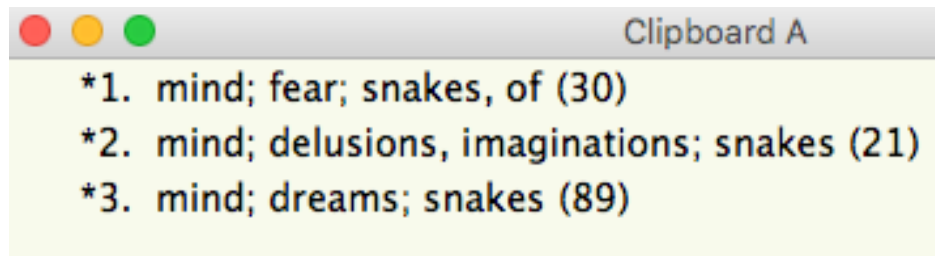 Clipboard A
*1. mind; fear; snakes, of (30)
*2. mind; delusions, imaginations; snakes (21)
*3. mind; dreams; snakes (89)